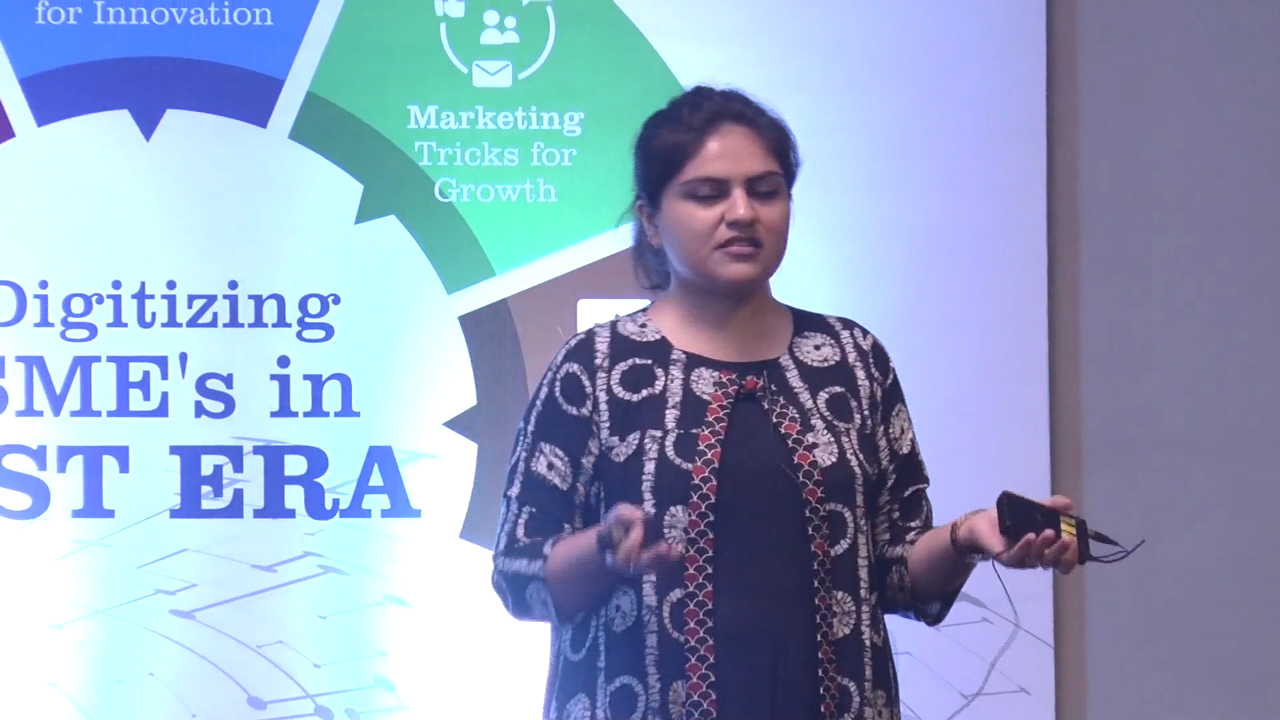 for Innovation
Marketing
Tricks for
Growth
Digitizing
SME's in
ST ERA